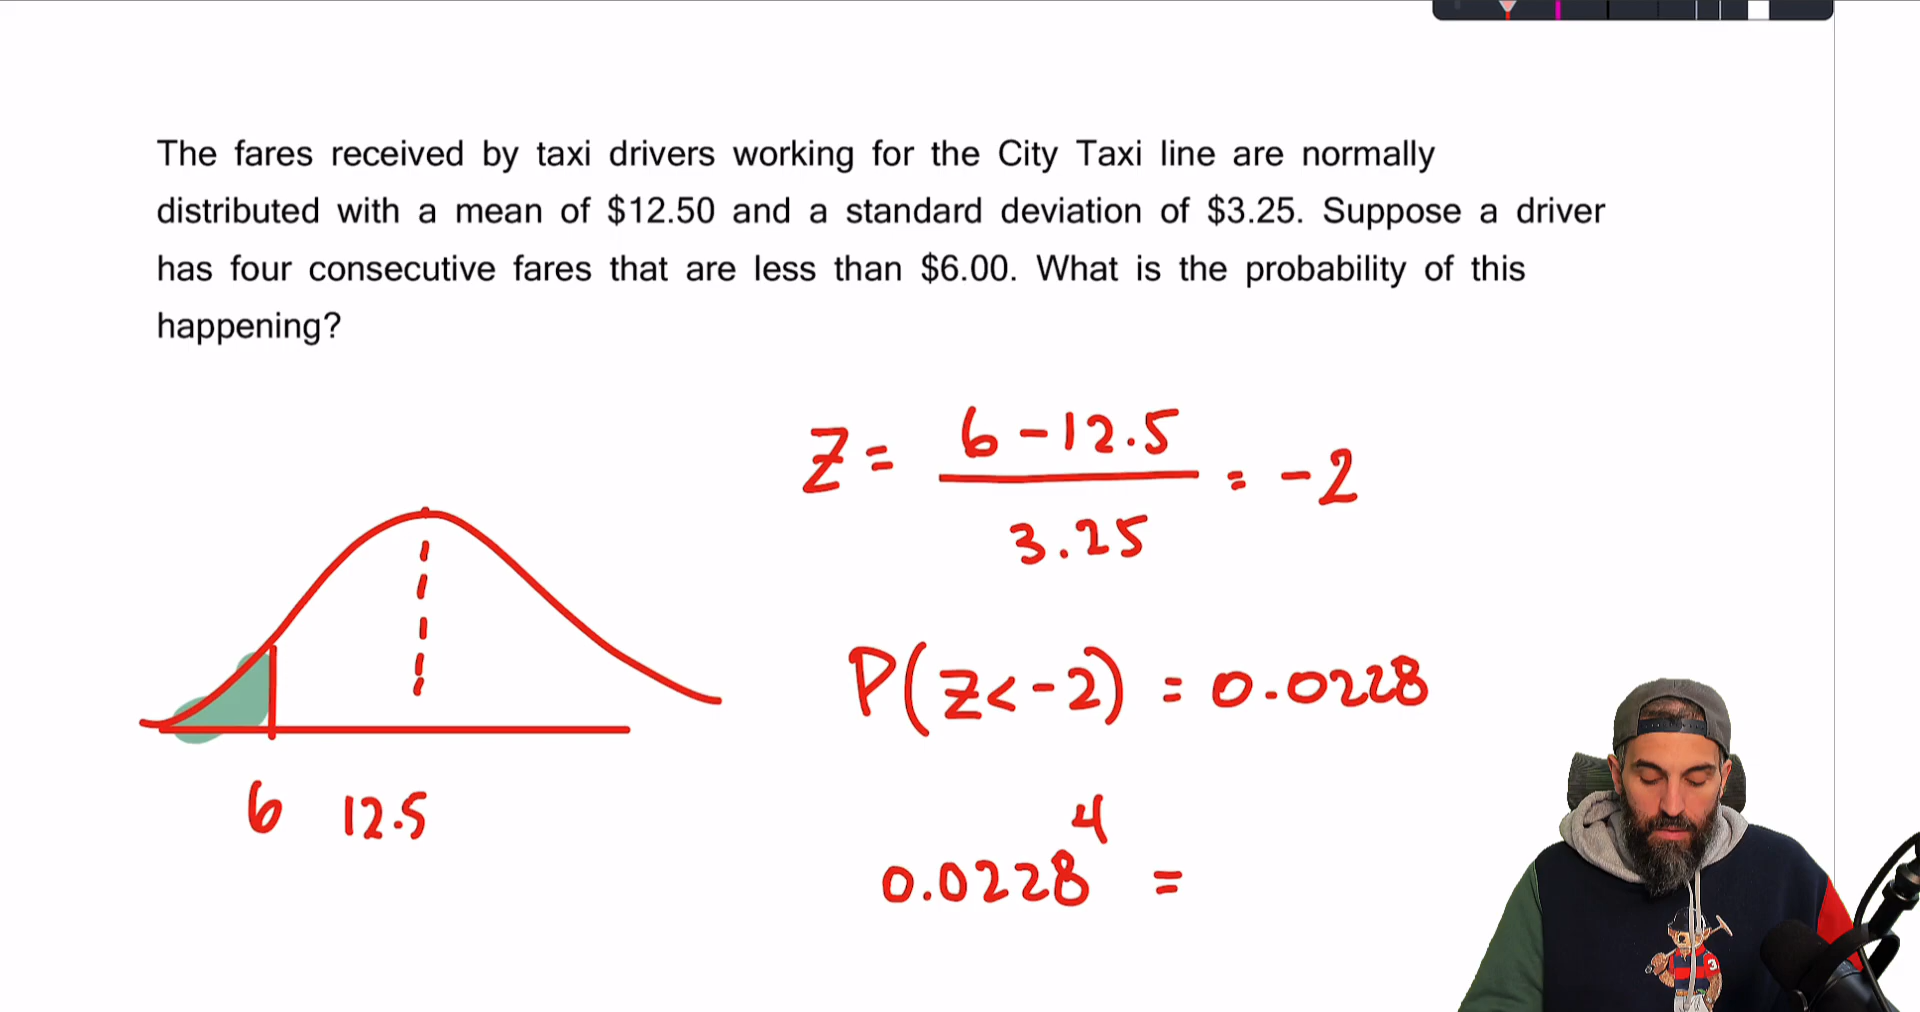 The fares received by taxi drivers working for the City Taxi line are normally
distributed with a mean of $12.50 and a standard deviation of $3.25. Suppose a driver
has four consecutive fares that are less than $6.00. What is the probability of this
happening?
Z = 6 - 12.5 / 3.25 = -2
P(Z < -2) = 0.0228
6 12.5
0.0228⁴ =
3